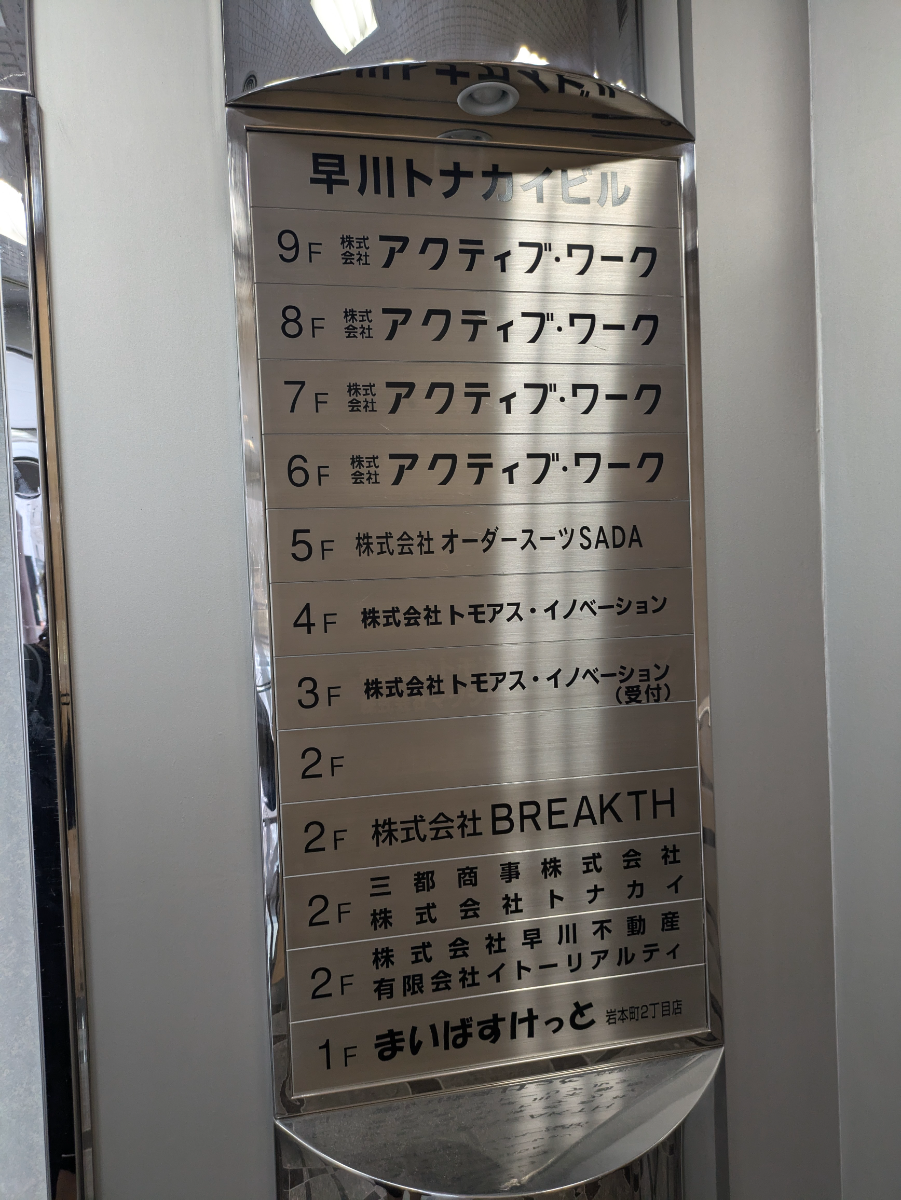 早川トナカイビル
9F 株式会社 アクティブ・ワーク
8F 株式会社 アクティブ・ワーク
7F 株式会社 アクティブ・ワーク
6F 株式会社 アクティブ・ワーク
5F 株式会社 オーダースーツSADA
4F 株式会社 トモアス・イノベーション
3F 株式会社 トモアス・イノベーション
（受付）
2F
2F 株式会社 BREAKTH
2F 三都商事株式会社
株式会社トナカイ
2F 株式会社早川不動産
有限会社イトーリアルティ
1F まいばすけっと 岩本町2丁目店